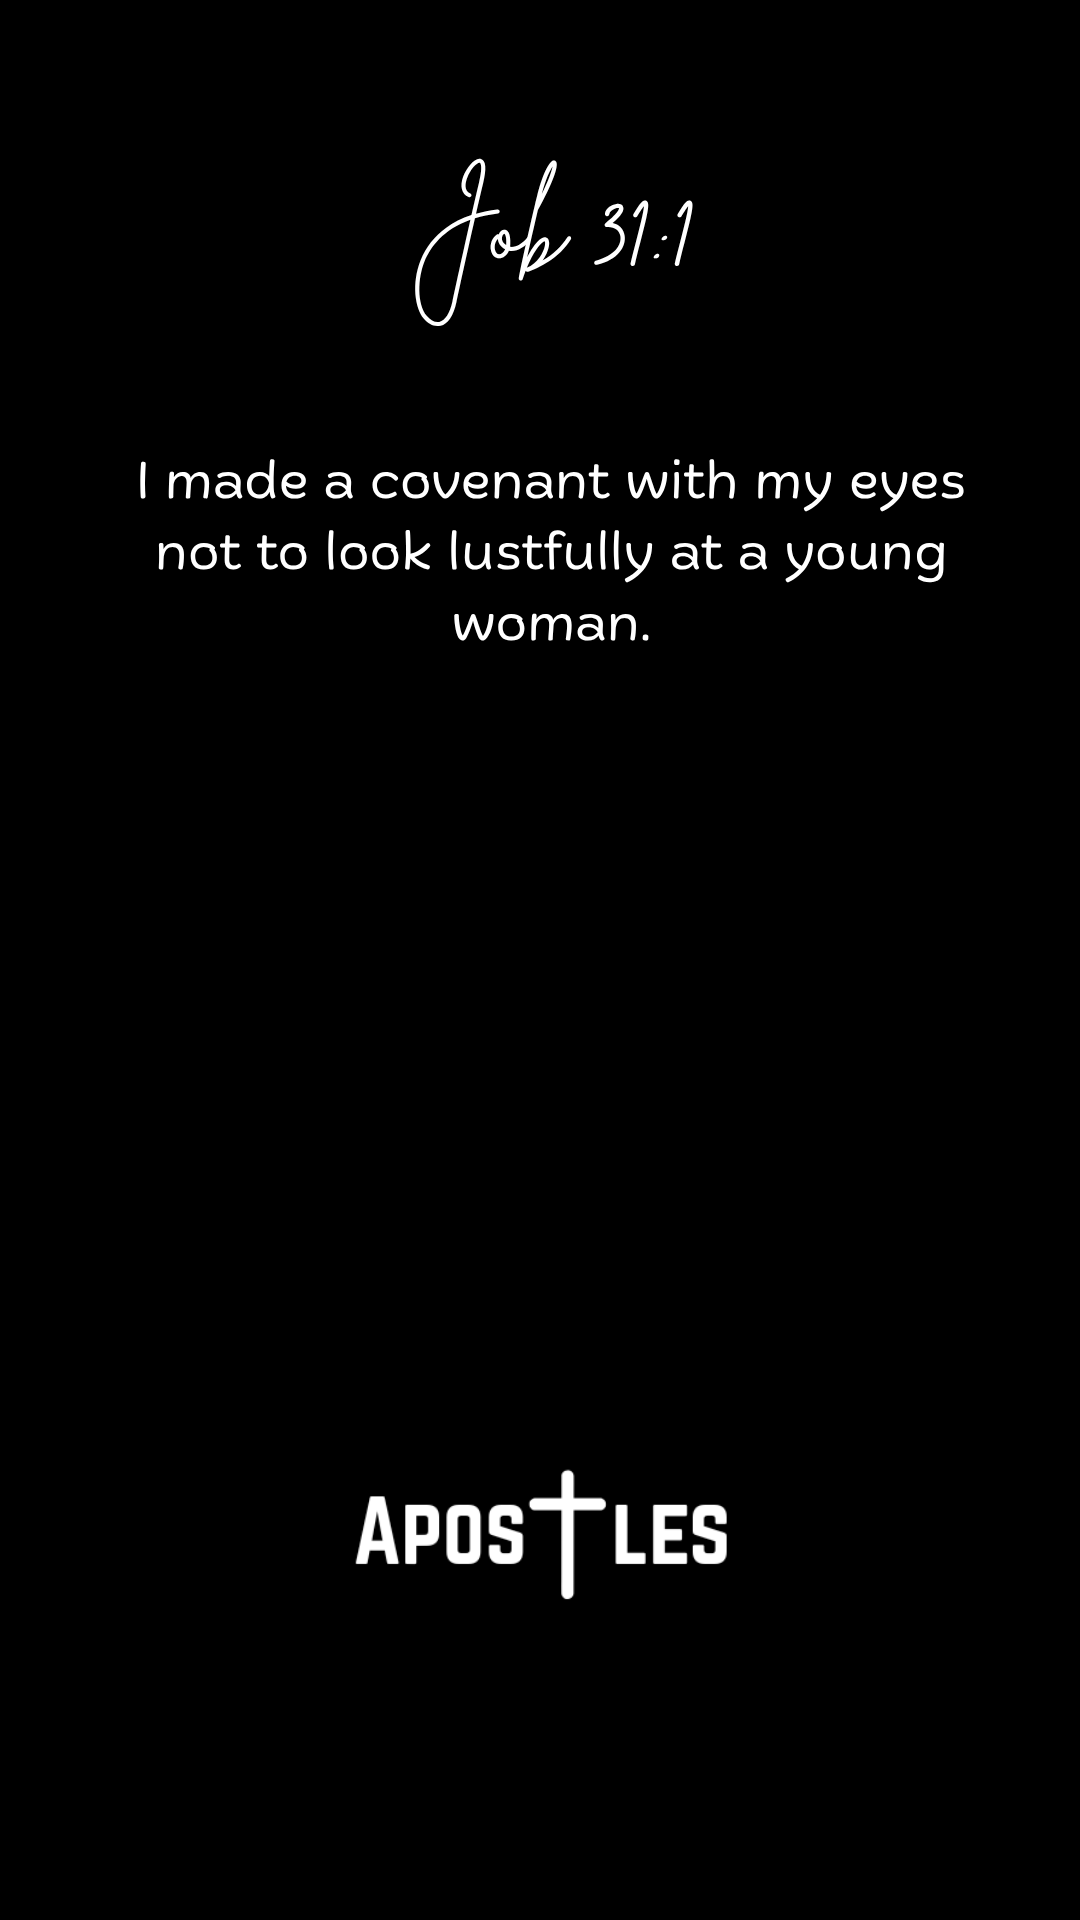 Job 31:1
I made a covenant with my eyes
not to look lustfully at a young
woman.
APOSTLES